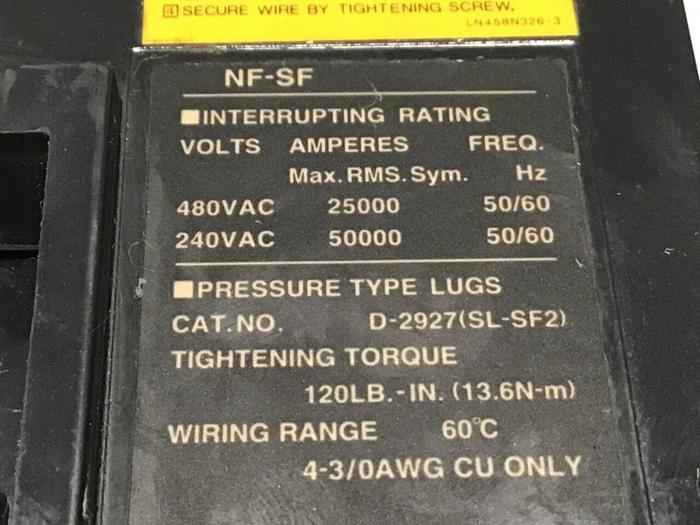 4 SECURE WIRE BY TIGHTENING SCREW.
LN458N326-3
NF-SF
■INTERRUPTING RATING
VOLTS AMPERES FREQ.
Max.RMS.Sym. Hz
480VAC 25000 50/60
240VAC 50000 50/60
■PRESSURE TYPE LUGS
CAT.NO. D-2927(SL-SF2)
TIGHTENING TORQUE
120LB.-IN. (13.6N-m)
WIRING RANGE 60°C
4-3/0AWG CU ONLY